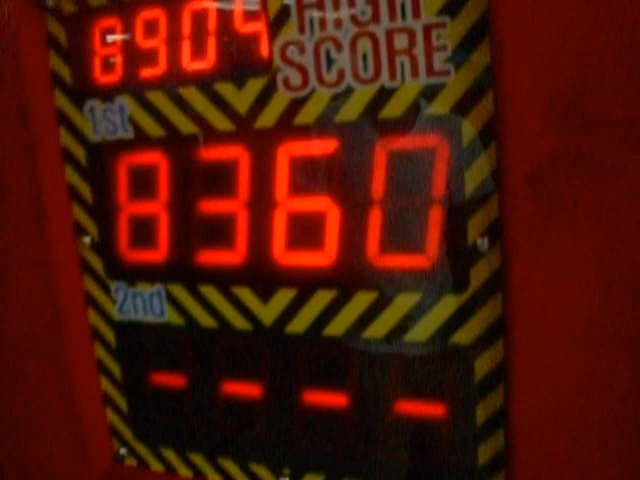 8904
HIGH
SCORE
1st
8360
2nd
----